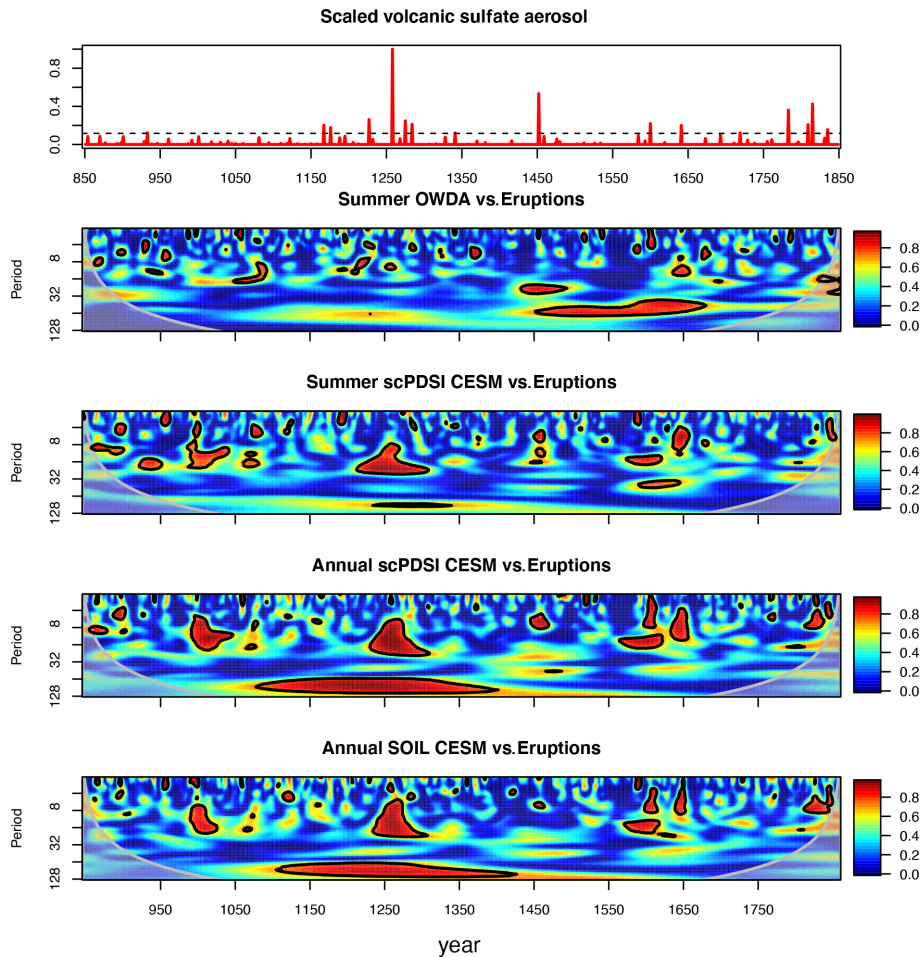 Scaled volcanic sulfate aerosol
0.8
0.4
0.0
850 950 1050 1150 1250 1351 1451 1550 1650 1750 1850
Summer OWDA vs.Eruptions
Period
8
32
128
0.8
0.6
0.4
0.2
0.0
Summer scPDSI CESM vs.Eruptions
Period
8
32
128
0.8
0.6
0.4
0.2
0.0
Annual scPDSI CESM vs.Eruptions
Period
8
32
128
0.8
0.6
0.4
0.2
0.0
Annual SOIL CESM vs.Eruptions
Period
8
32
128
0.8
0.6
0.4
0.2
0.0
950 1050 1150 1250 1350 1450 1550 1650 1750
year